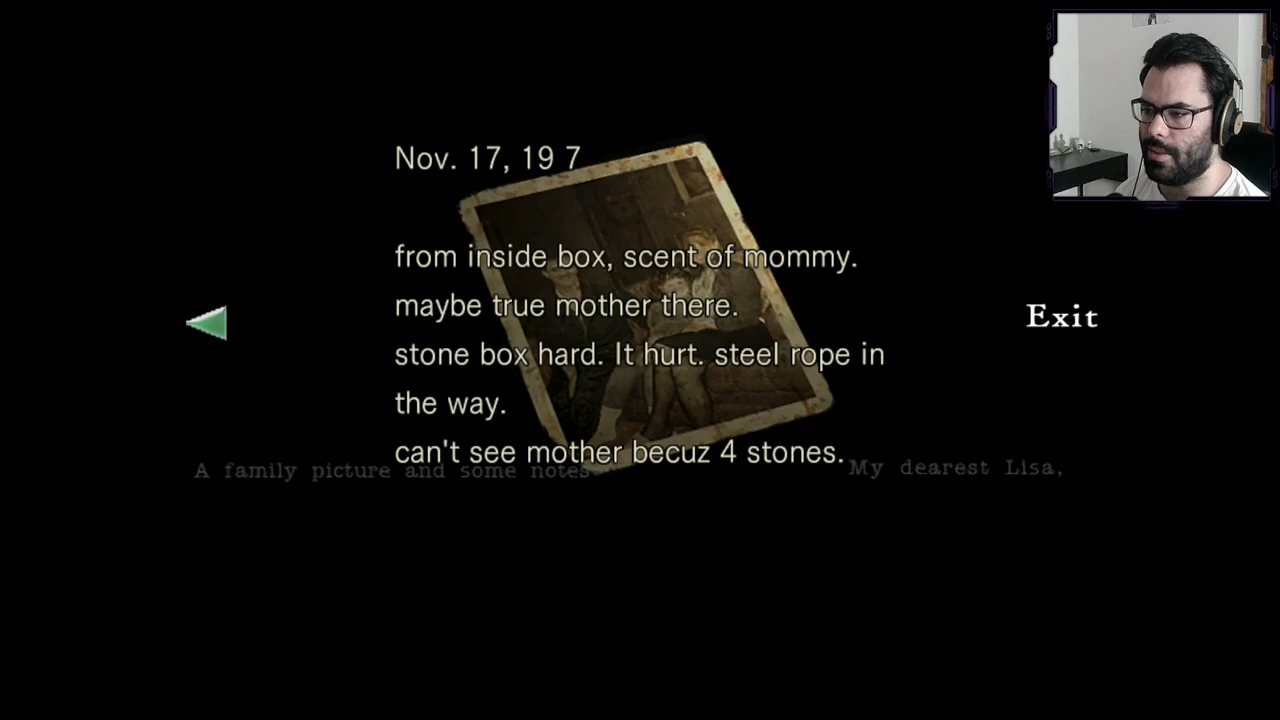 Nov. 17, 19 7
from inside box, scent of mommy.
maybe true mother there.
stone box hard. It hurt. steel rope in
the way.
can't see mother becuz 4 stones.
Exit
A family picture and some notes
My dearest Lisa,